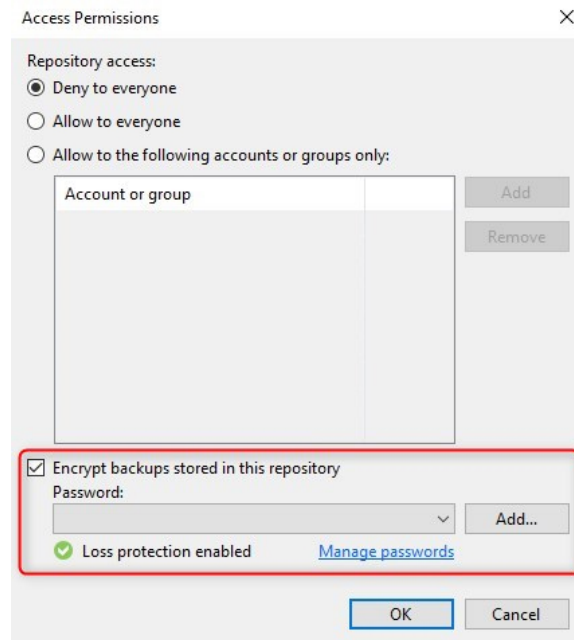 Access Permissions
Repository access:
Deny to everyone
Allow to everyone
Allow to the following accounts or groups only:
Account or group
Add
Remove
Encrypt backups stored in this repository
Password:
Add...
Loss protection enabled
Manage passwords
OK
Cancel